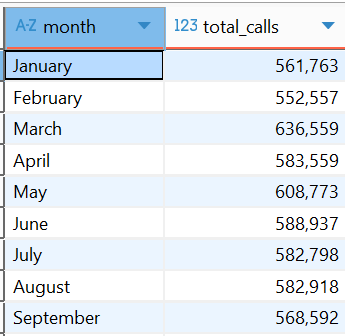 A-Z month 123 total_calls
January 561,763
February 552,557
March 636,559
April 583,559
May 608,773
June 588,937
July 582,798
August 582,918
September 568,592